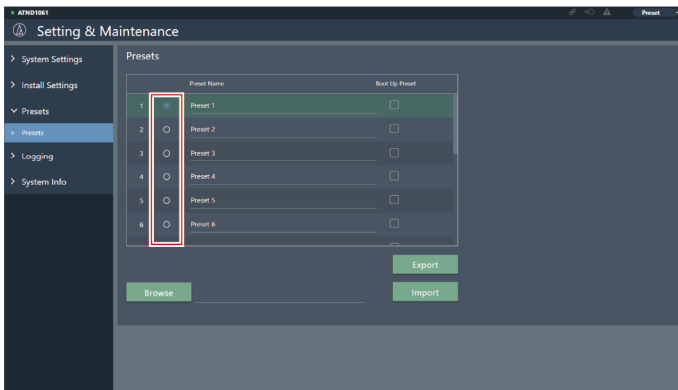 ATND1061
Preset
Setting & Maintenance
System Settings
Install Settings
Presets
Presets
Logging
System Info
Presets
Preset Name Boot Up Preset
1 Preset 1
2 Preset 2
3 Preset 3
4 Preset 4
5 Preset 5
6 Preset 6
Export
Browse Import